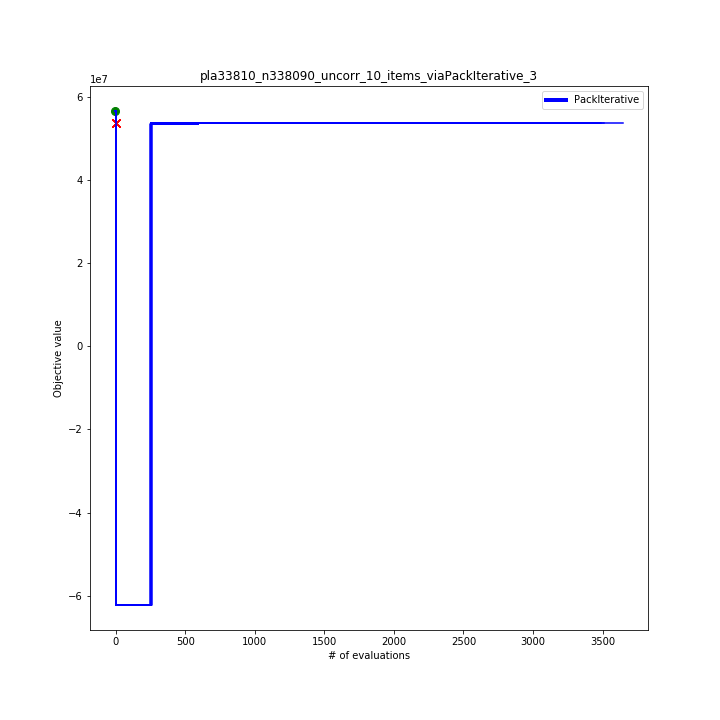 pla33810_n338090_uncorr_10_items_viaPackIterative_3
1e7
PackIterative
6
4
2
0
−2
−4
−6
Objective value
0 500 1000 1500 2000 2500 3000 3500
# of evaluations